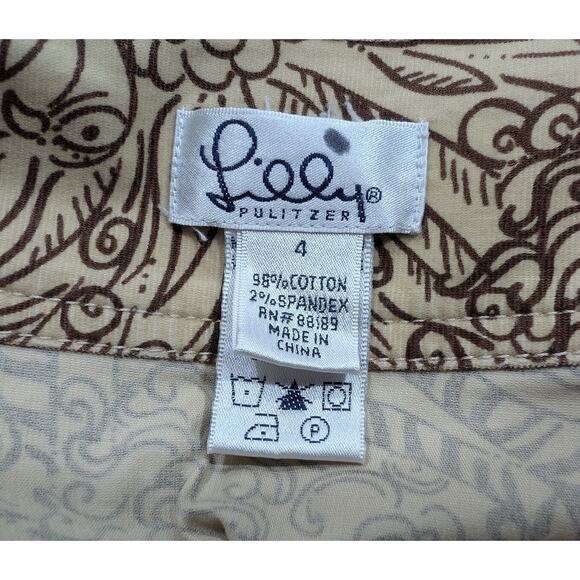 Lilly®
PULITZER
4
98% COTTON
2% SPANDEX
RN# 88189
MADE IN
CHINA
P